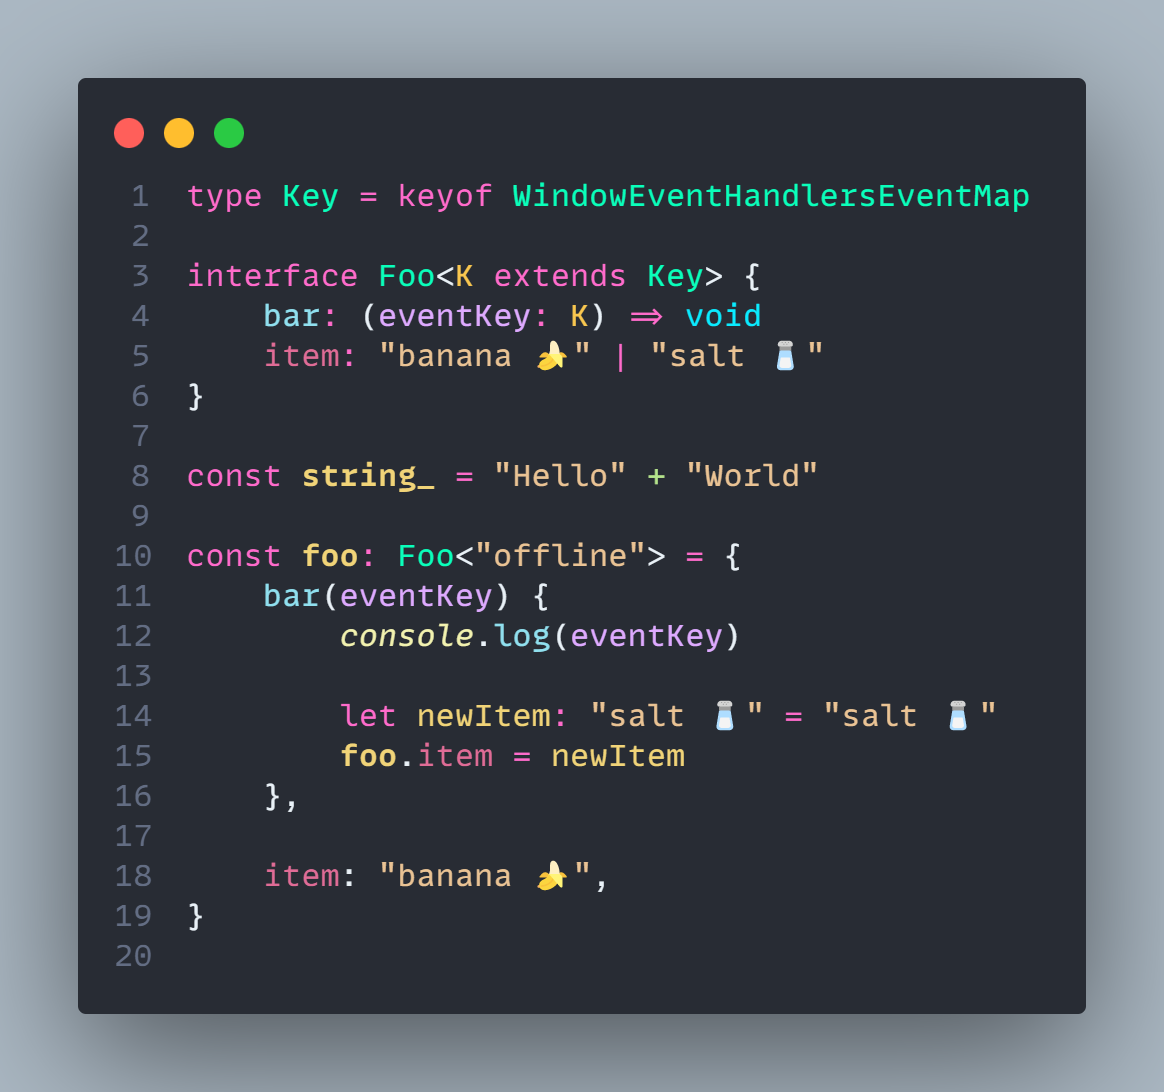 1 type Key = keyof WindowEventHandlersEventMap
2
3 interface Foo<K extends Key> {
4     bar: (eventKey: K) => void
5     item: "banana 🍌" | "salt 🧂"
6 }
7
8 const string_ = "Hello" + "World"
9
10 const foo: Foo<"offline"> = {
11     bar(eventKey) {
12         console.log(eventKey)
13
14         let newItem: "salt 🧂" = "salt 🧂"
15         foo.item = newItem
16     },
17
18     item: "banana 🍌",
19 }
20